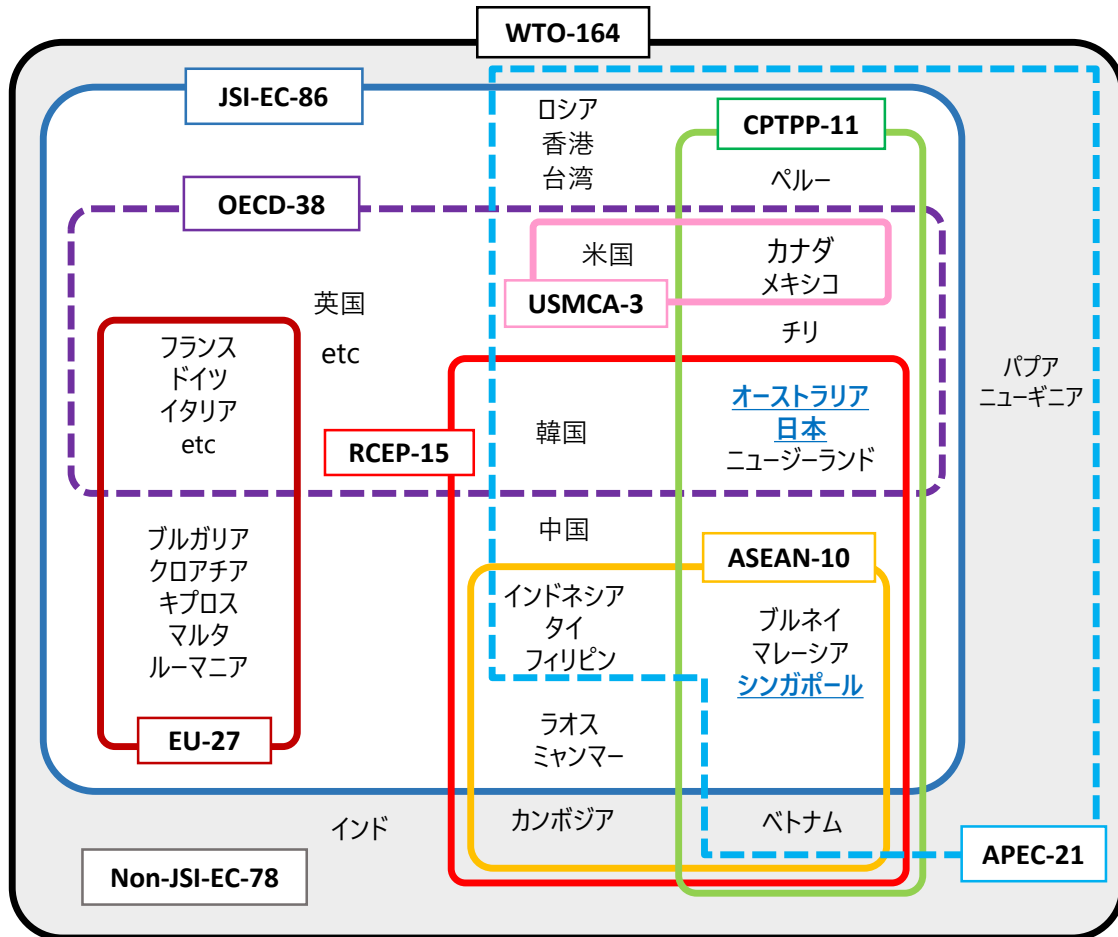 WTO-164
JSI-EC-86
ロシア
香港
台湾
CPTPP-11
ペルー
OECD-38
米国
カナダ
メキシコ
USMCA-3
英国
etc
チリ
フランス
ドイツ
イタリア
etc
パプア
ニューギニア
オーストラリア
日本
ニュージーランド
韓国
RCEP-15
中国
ブルガリア
クロアチア
キプロス
マルタ
ルーマニア
ASEAN-10
インドネシア
タイ
フィリピン
ブルネイ
マレーシア
シンガポール
ラオス
ミャンマー
EU-27
インド
カンボジア
ベトナム
APEC-21
Non-JSI-EC-78